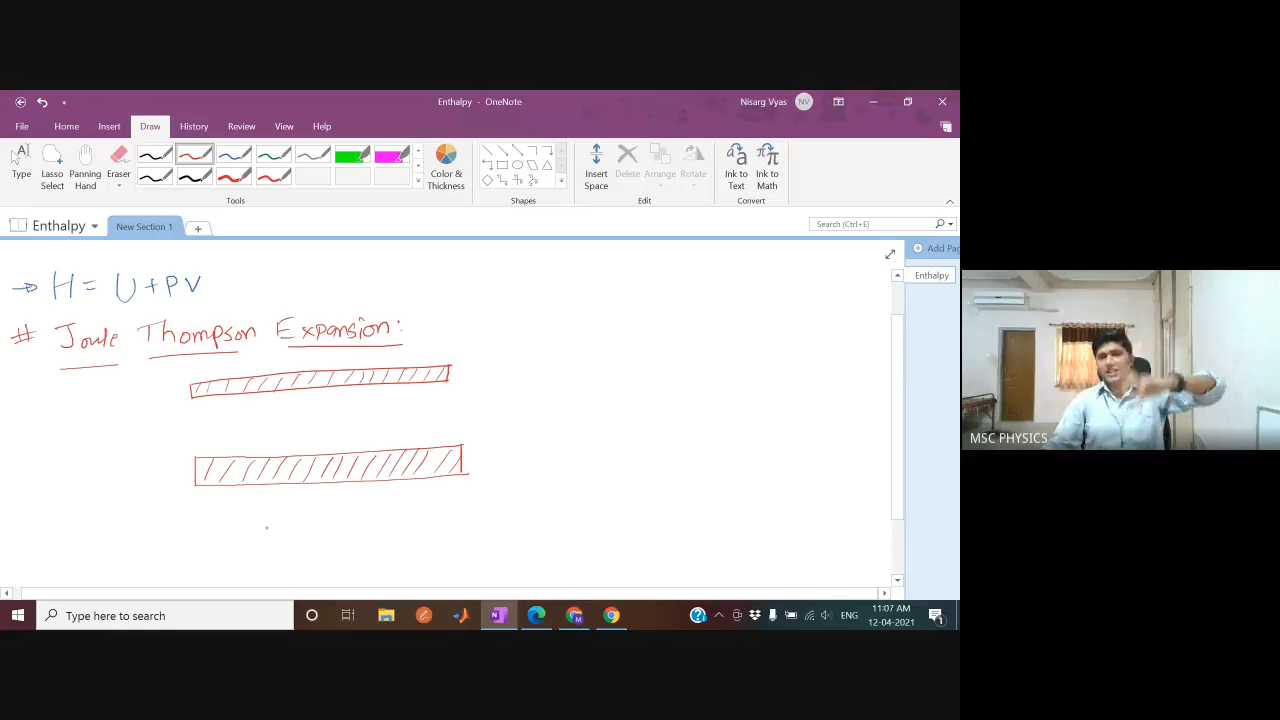 Enthalpy - OneNote
Nisarg Vyas NV
File Home Insert Draw History Review View Help
Type
Lasso Select
Panning Hand
Eraser
Color & Thickness
Insert Space
Delete
Arrange
Rotate
Ink to Text
Ink to Math
Tools
Shapes
Edit
Convert
Enthalpy
New Section 1
Search (Ctrl+E)
Add Pag
Enthalpy
→ H = U + PV
# Joule Thompson Expansion:
MSC PHYSICS
Type here to search
ENG
11:07 AM
12-04-2021
1